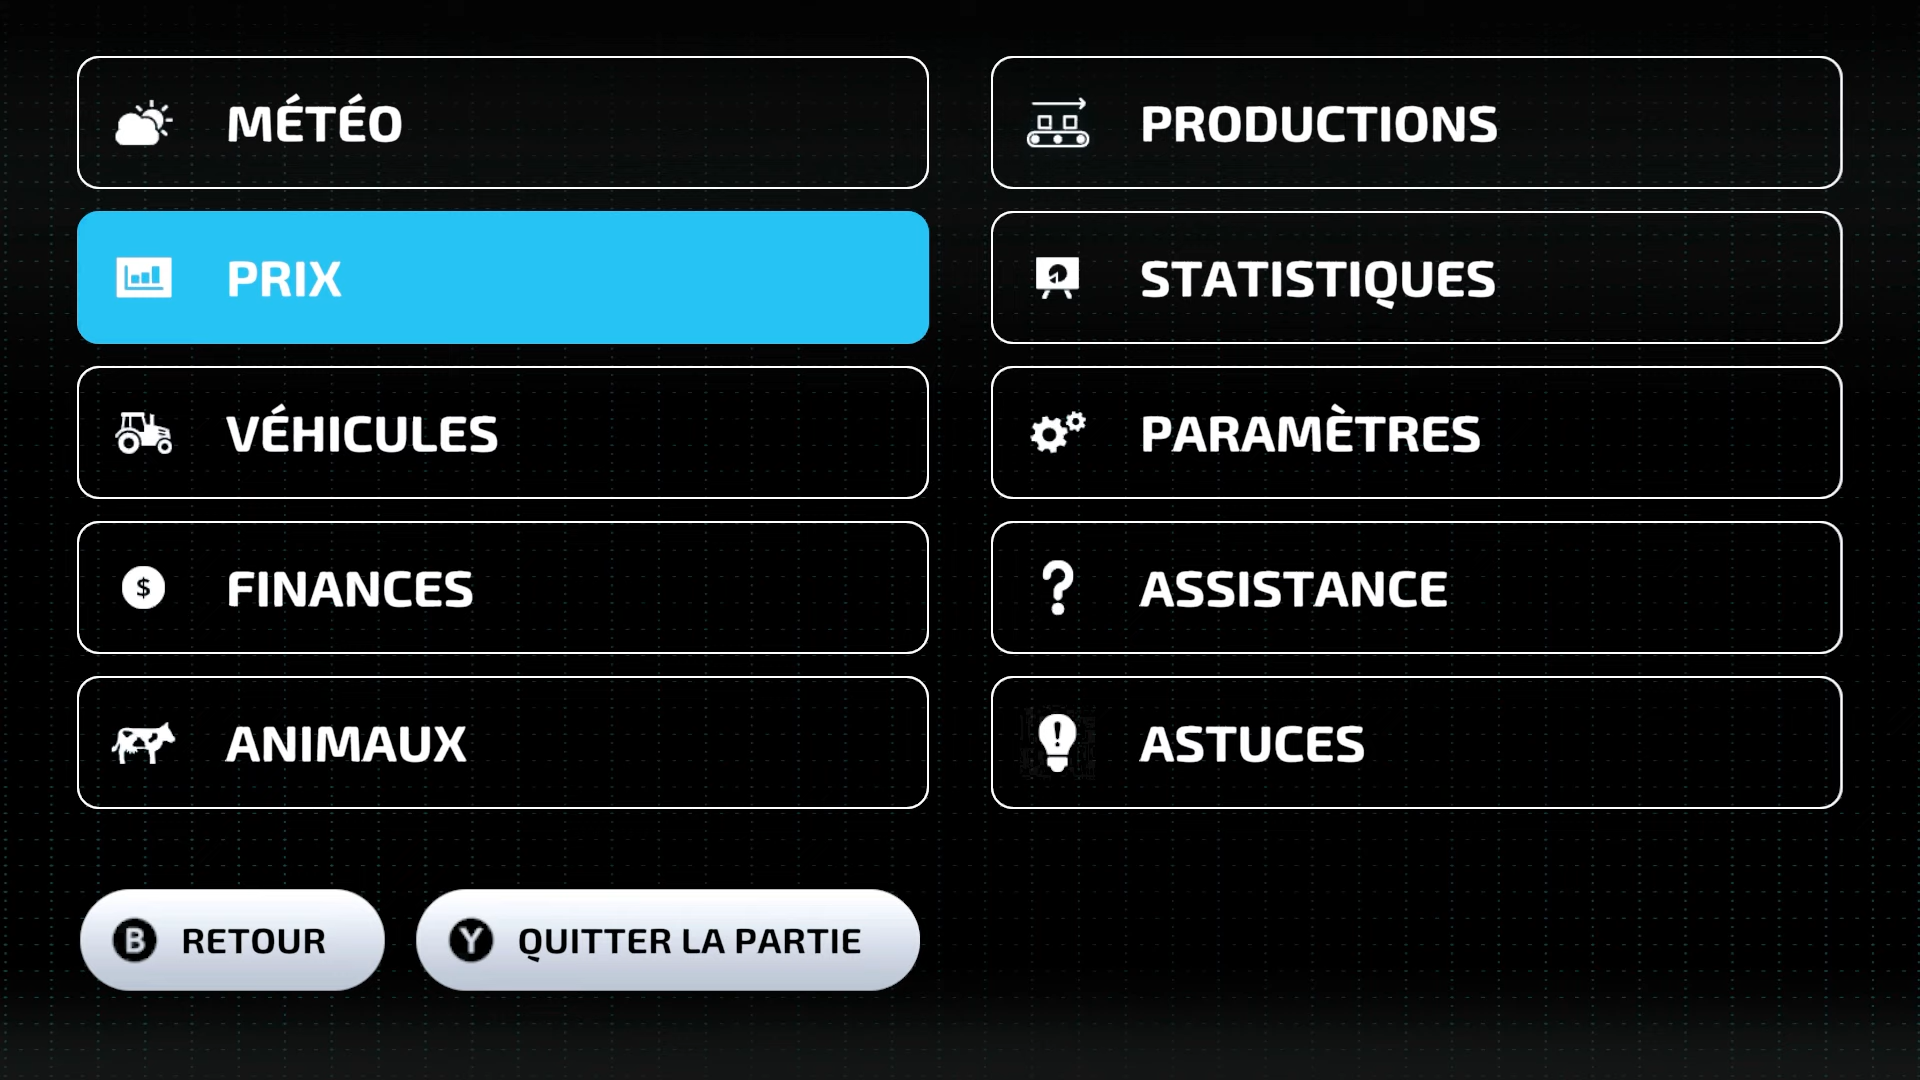 MÉTÉO
PRIX
VÉHICULES
FINANCES
ANIMAUX
PRODUCTIONS
STATISTIQUES
PARAMÈTRES
ASSISTANCE
ASTUCES
B RETOUR
Y QUITTER LA PARTIE